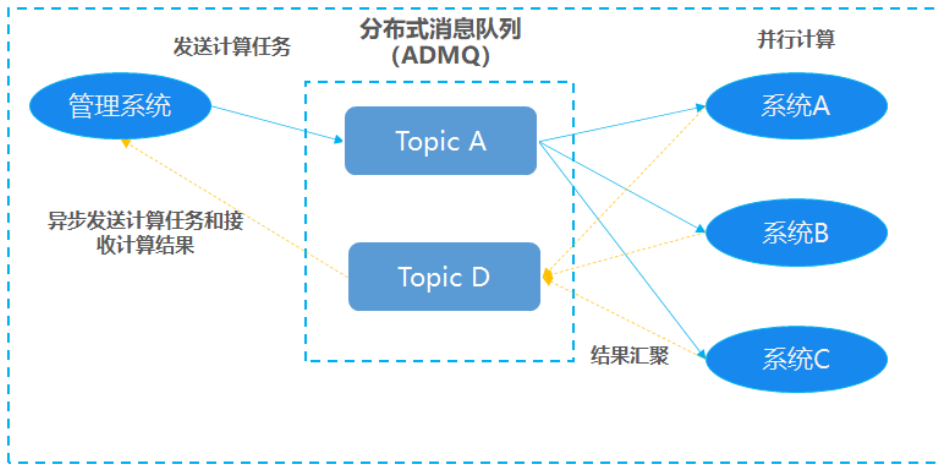 发送计算任务
分布式消息队列
（ADMQ）
并行计算
管理系统
Topic A
系统A
异步发送计算任务和接
收计算结果
Topic D
系统B
结果汇聚
系统C